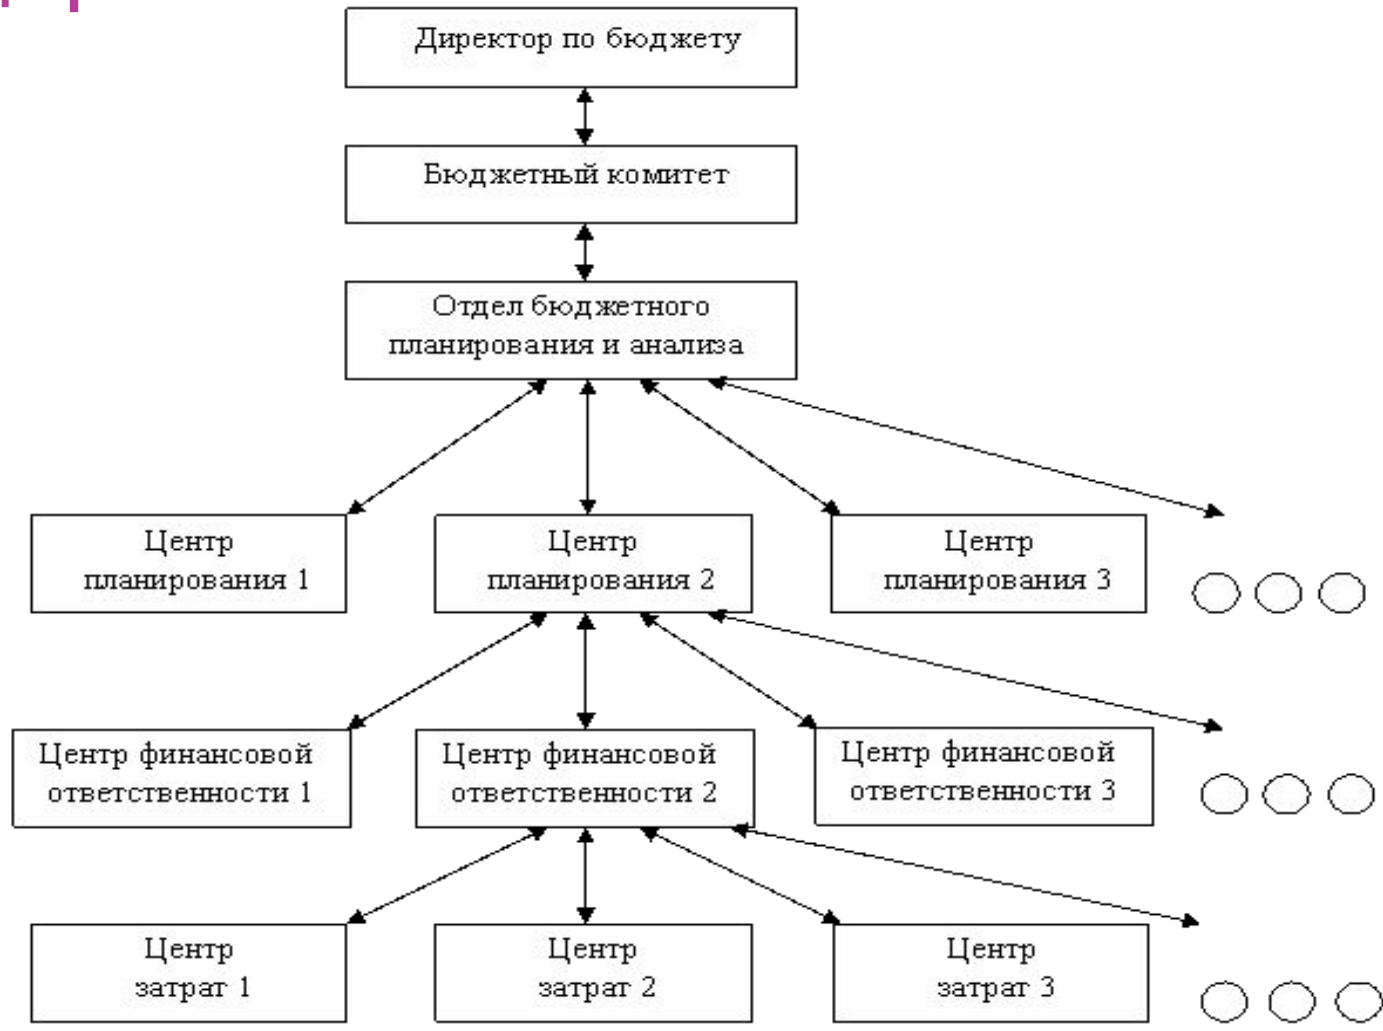 Директор по бюджету
Бюджетный комитет
Отдел бюджетного
планирования и анализа
Центр
планирования 1
Центр
планирования 2
Центр
планирования 3
Центр финансовой
ответственности 1
Центр финансовой
ответственности 2
Центр финансовой
ответственности 3
Центр
затрат 1
Центр
затрат 2
Центр
затрат 3